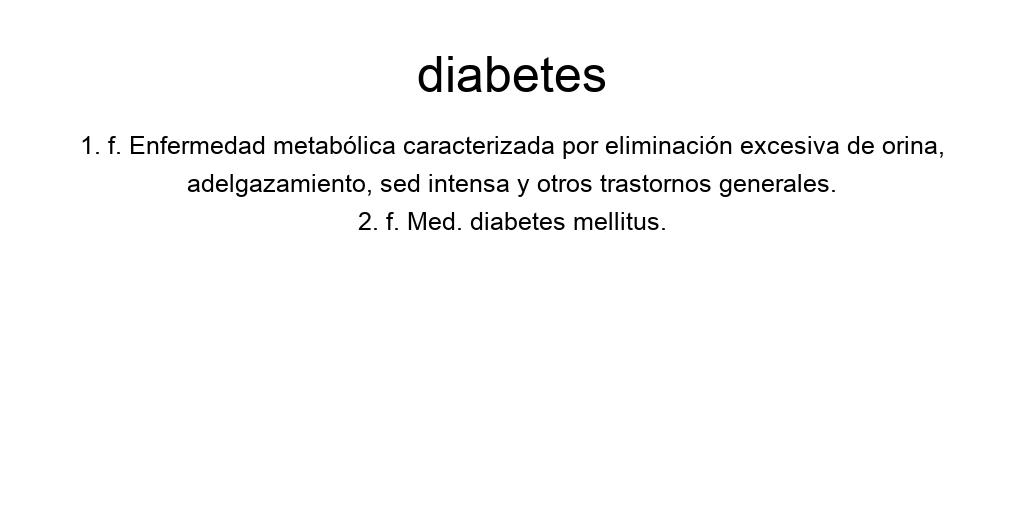 diabetes
1. f. Enfermedad metabólica caracterizada por eliminación excesiva de orina,
adelgazamiento, sed intensa y otros trastornos generales.
2. f. Med. diabetes mellitus.